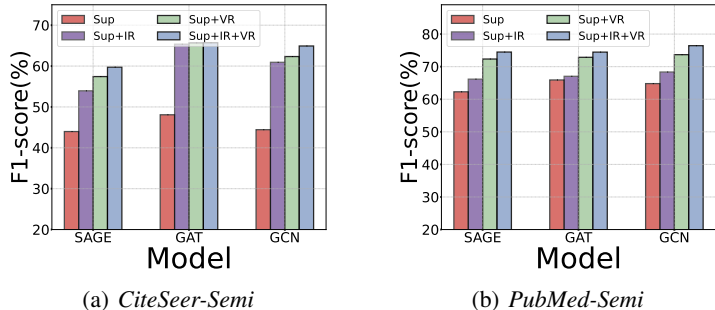 Sup
Sup+VR
Sup+IR
Sup+IR+VR
F1-score(%)
70
60
50
40
30
20
SAGE
GAT
GCN
Model
(a) CiteSeer-Semi
Sup
Sup+VR
Sup+IR
Sup+IR+VR
F1-score(%)
80
70
60
50
40
30
20
SAGE
GAT
GCN
Model
(b) PubMed-Semi